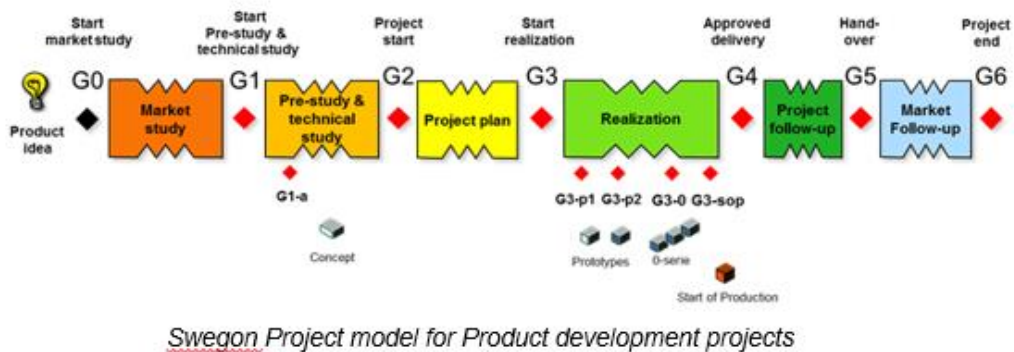 Start
market study
Start
Pre-study &
technical study
Project
start
Start
realization
Approved
delivery
Hand-
over
Project
end
G0
G1
G2
G3
G4
G5
G6
Product
idea
Market
study
Pre-study &
technical
study
Project plan
Realization
Project
follow-up
Market
Follow-up
G1-a
G3-p1
G3-p2
G3-0
G3-sop
Concept
Prototypes
0-serie
Start of Production
Swegon Project model for Product development projects